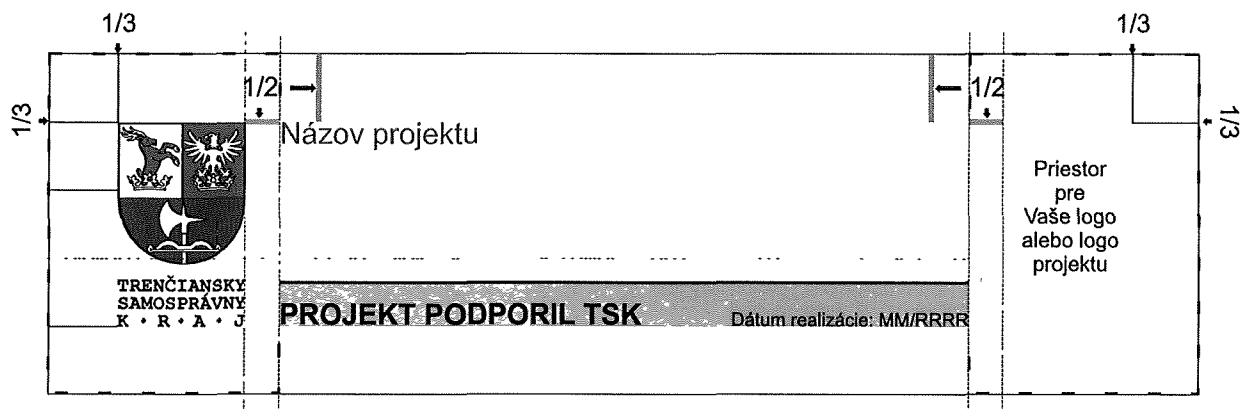 1/3
1/3
1/2
1/2
1/3
1/3
Názov projektu
Priestor
pre
Vaše logo
alebo logo
projektu
TRENČIANSKY
SAMOSPRÁVNY
K · R · A · J
PROJEKT PODPORIL TSK
Dátum realizácie: MM/RRRR